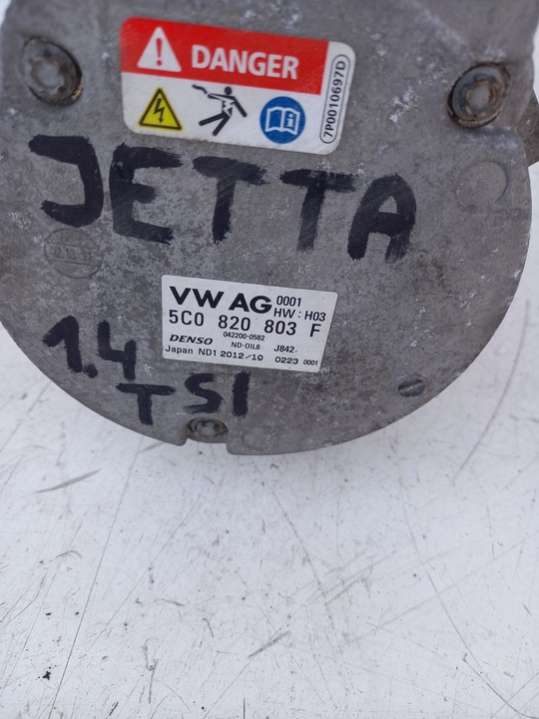 DANGER
7P0010697D
JETTA
VW AG 0001
HW: H03
5C0 820 803 F
042200-0582
DENSO ND-OIL8 J842.
Japan ND1 2012/10 0223 0001
1.4
TSI